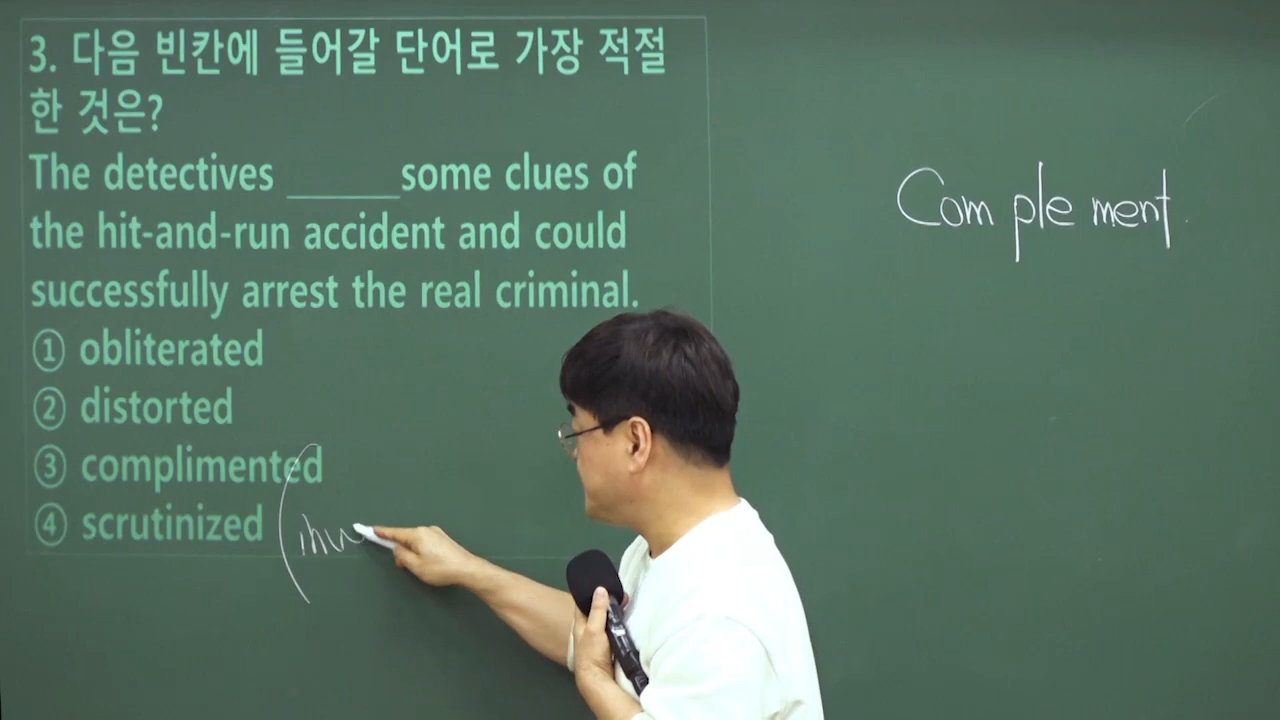 3. 다음 빈칸에 들어갈 단어로 가장 적절
한 것은?
The detectives ______some clues of
the hit-and-run accident and could
successfully arrest the real criminal.
① obliterated
② distorted
③ complimented
④ scrutinized
Complement